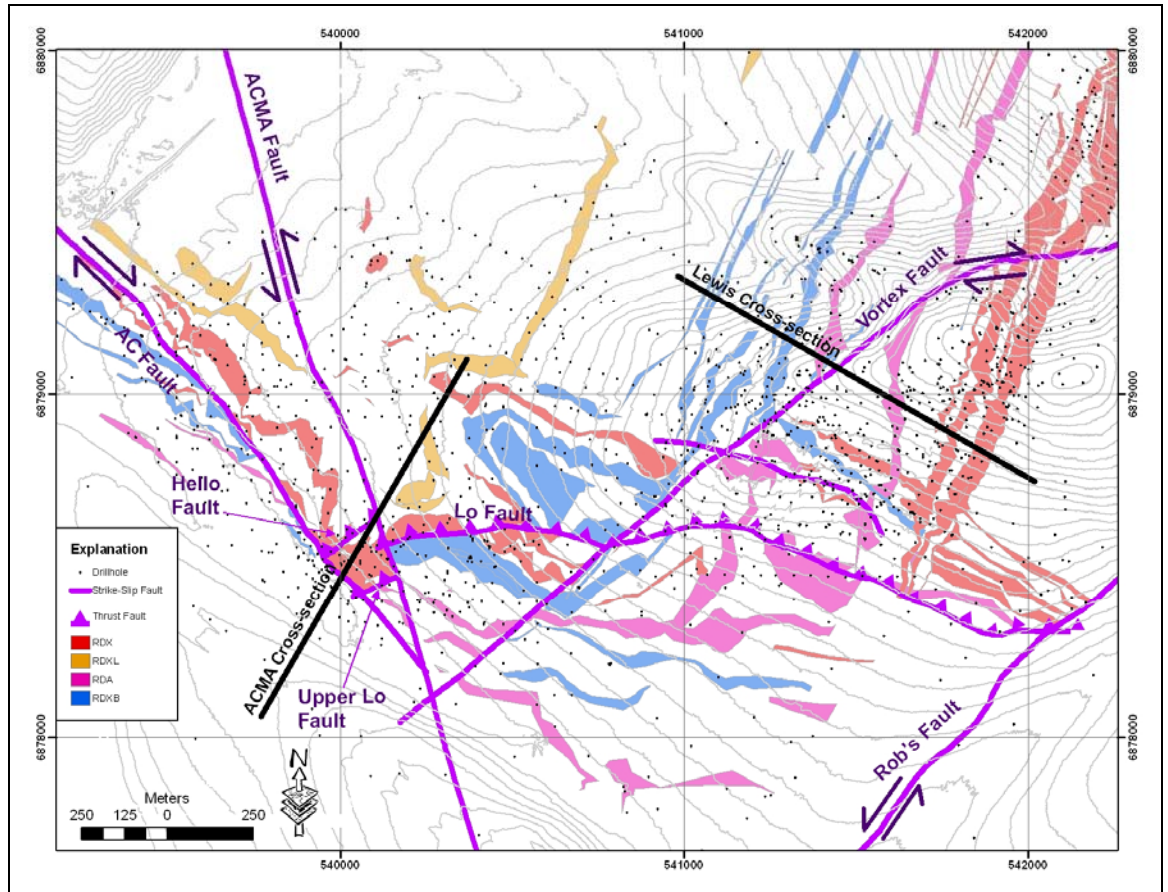 540000
541000
542000
6880000
6880000
ACMA Fault
Vortex Fault
Lewis Cross-section
AC Fault
6879000
6879000
Hello
Fault
Lo Fault
Explanation
Drillhole
Strike-Slip Fault
Thrust Fault
RDX
RDXL
RDA
RDXB
ACMA Cross-section
Upper Lo
Fault
Rob's Fault
6878000
6878000
N
Meters
250 125 0 250
540000
541000
542000